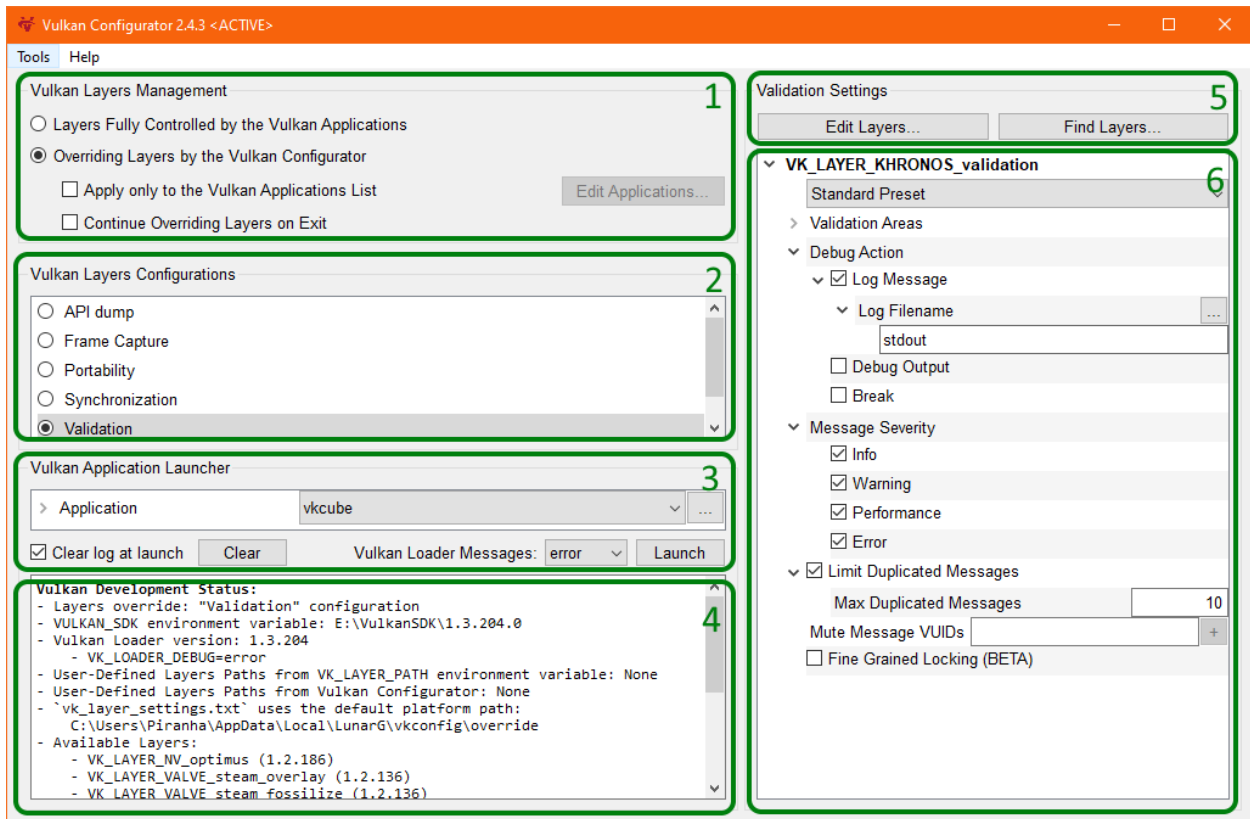 Vulkan Configurator 2.4.3 <ACTIVE>
Tools Help
Vulkan Layers Management 1
Layers Fully Controlled by the Vulkan Applications
Overriding Layers by the Vulkan Configurator
Apply only to the Vulkan Applications List Edit Applications...
Continue Overriding Layers on Exit
Vulkan Layers Configurations 2
API dump
Frame Capture
Portability
Synchronization
Validation
Vulkan Application Launcher 3
Application vkcube ...
Clear log at launch Clear Vulkan Loader Messages: error Launch
Vulkan Development Status: 4
- Layers override: "Validation" configuration
- VULKAN_SDK environment variable: E:\VulkanSDK\1.3.204.0
- Vulkan Loader version: 1.3.204
- VK_LOADER_DEBUG=error
- User-Defined Layers Paths from VK_LAYER_PATH environment variable: None
- User-Defined Layers Paths from Vulkan Configurator: None
- `vk_layer_settings.txt` uses the default platform path:
C:\Users\Piranha\AppData\Local\LunarG\vkconfig\override
- Available Layers:
- VK_LAYER_NV_optimus (1.2.186)
- VK_LAYER_VALVE_steam_overlay (1.2.136)
- VK_LAYER_VALVE_steam_fossilize (1.2.136)
Validation Settings 5
Edit Layers... Find Layers...
VK_LAYER_KHRONOS_validation 6
Standard Preset
Validation Areas
Debug Action
Log Message
Log Filename ...
stdout
Debug Output
Break
Message Severity
Info
Warning
Performance
Error
Limit Duplicated Messages
Max Duplicated Messages 10
Mute Message VUIDs +
Fine Grained Locking (BETA)